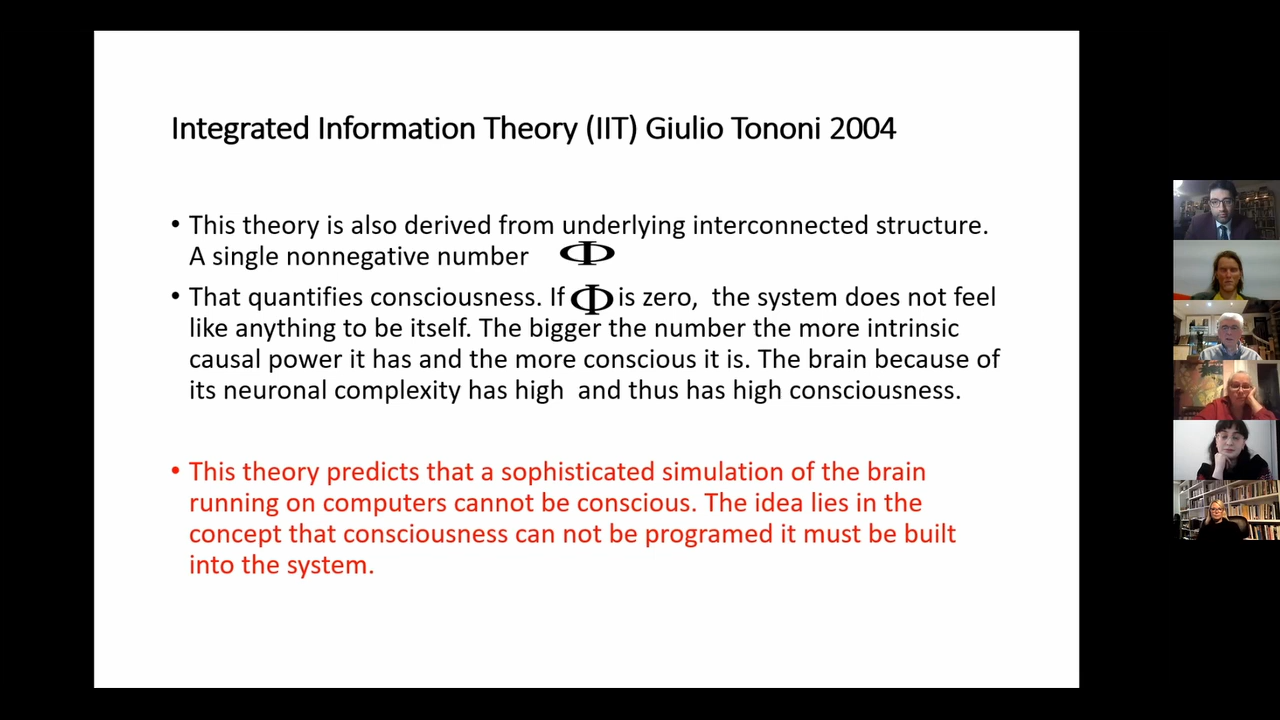 Integrated Information Theory (IIT) Giulio Tononi 2004
• This theory is also derived from underlying interconnected structure.
A single nonnegative number Φ
• That quantifies consciousness. If Φ is zero, the system does not feel
like anything to be itself. The bigger the number the more intrinsic
causal power it has and the more conscious it is. The brain because of
its neuronal complexity has high and thus has high consciousness.
• This theory predicts that a sophisticated simulation of the brain
running on computers cannot be conscious. The idea lies in the
concept that consciousness can not be programed it must be built
into the system.